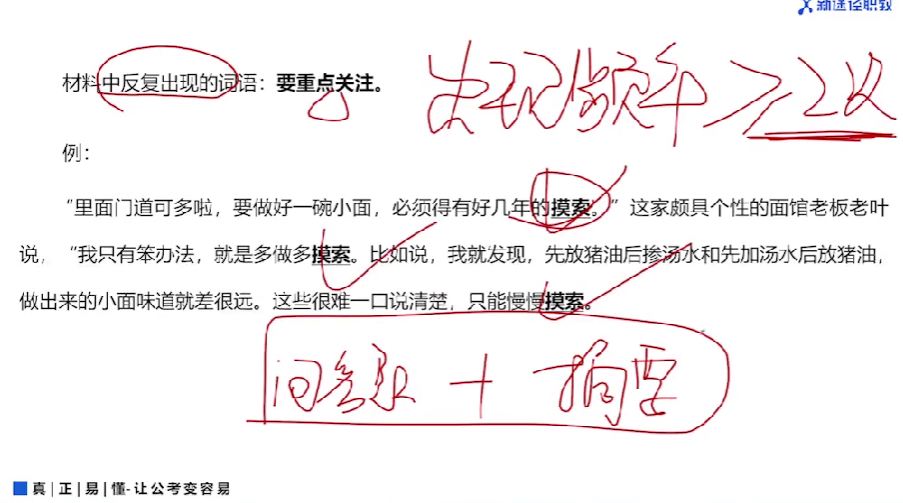 新途径职教
材料中反复出现的词语：要重点关注。
出现频率≥2次
例：
“里面门道可多啦，要做好一碗小面，必须得有好几年的摸索。”这家颇具个性的面馆老板老叶
说，“我只有笨办法，就是多做多摸索。比如说，我就发现，先放猪油后掺汤水和先加汤水后放猪油，
做出来的小面味道就差很远。这些很难一口说清楚，只能慢慢摸索。
问答题 + 摘要
真|正|易|懂-让公考变容易